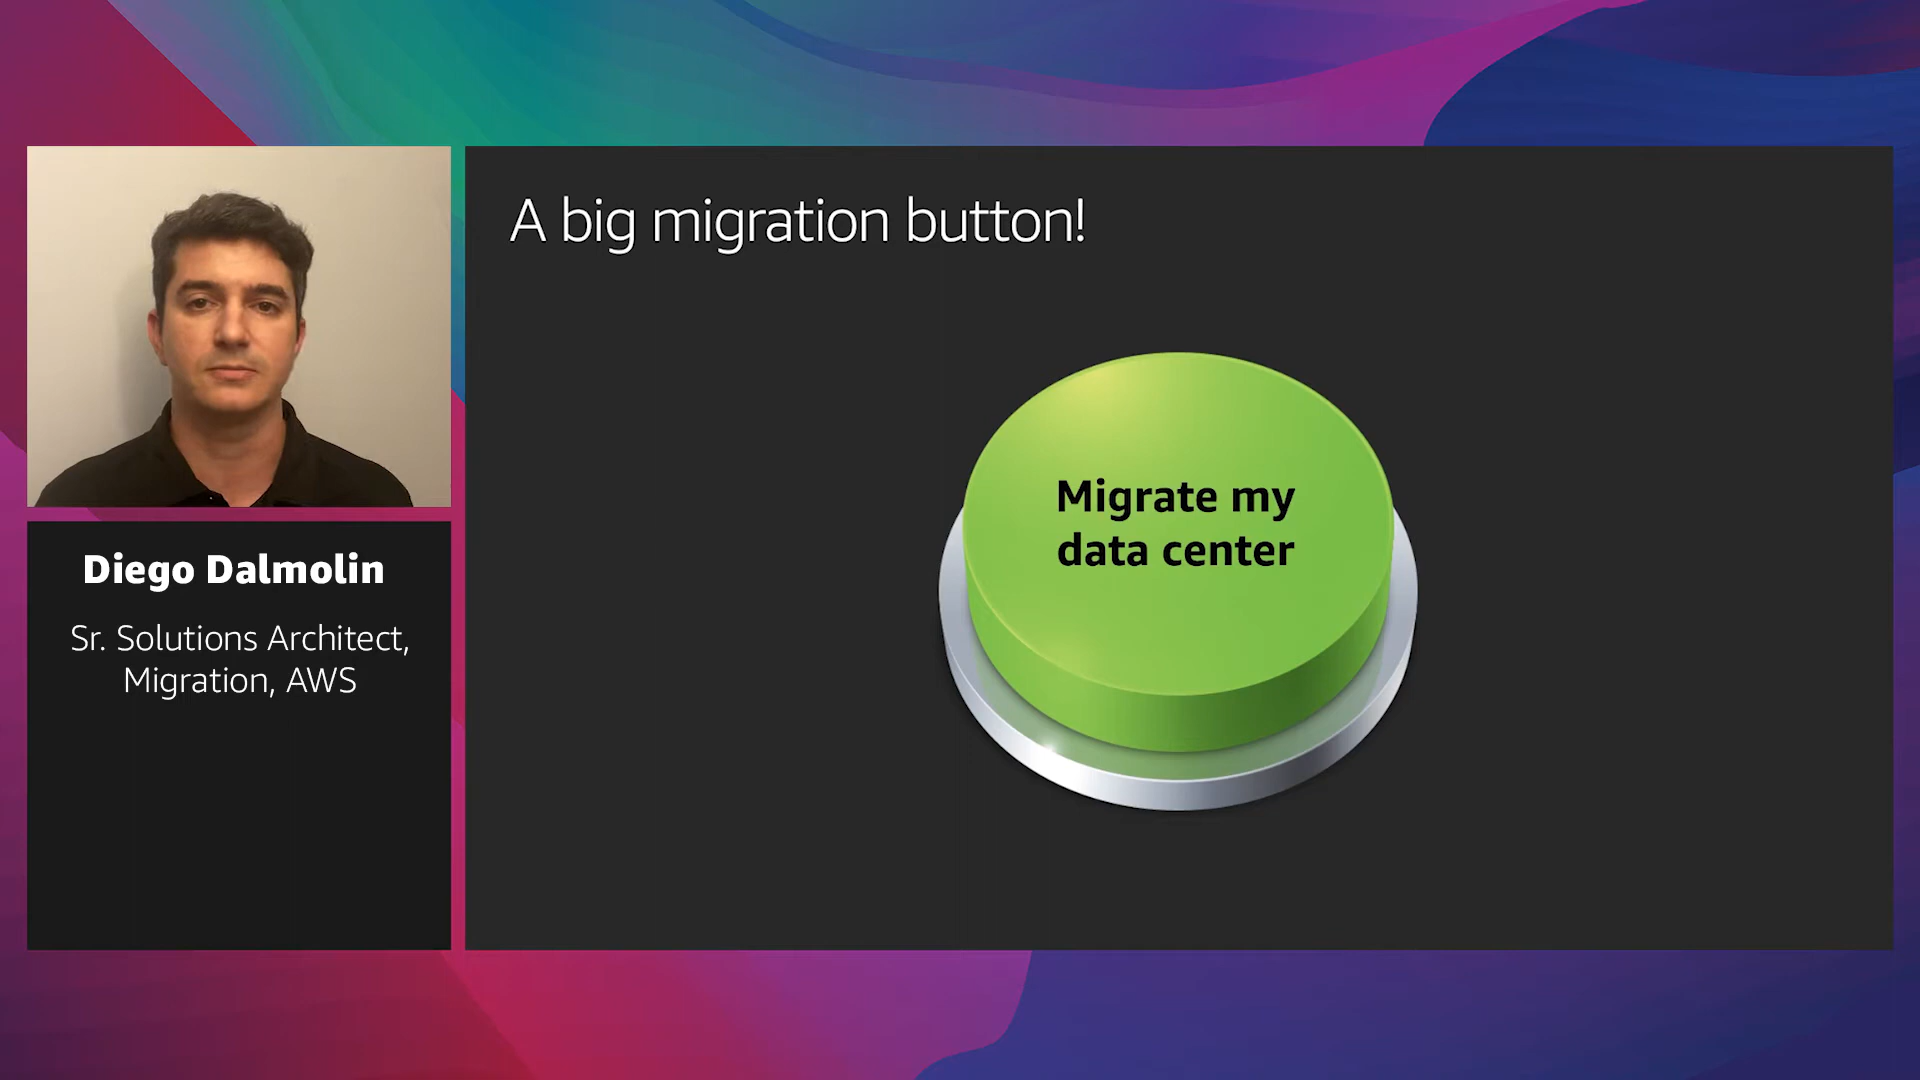 A big migration button!
Migrate my
data center
Diego Dalmolin
Sr. Solutions Architect,
Migration, AWS